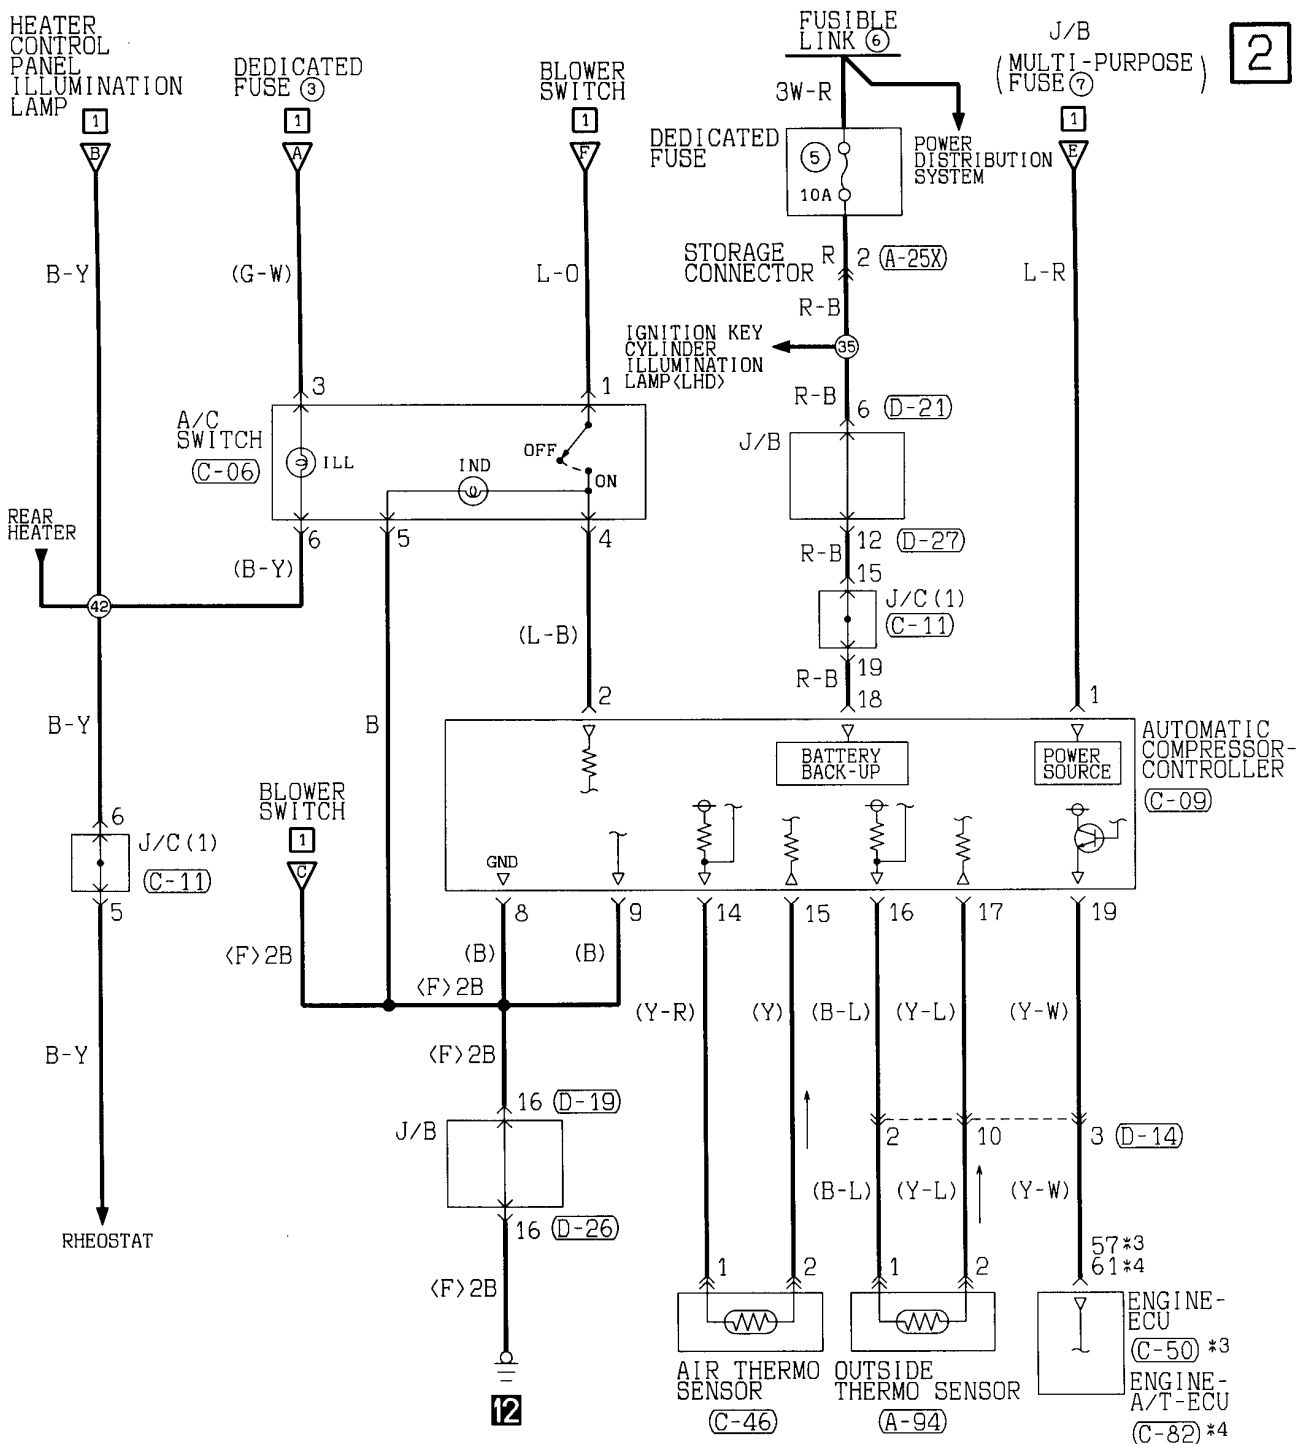 HEATER
CONTROL
PANEL
ILLUMINATION
LAMP
1
B
DEDICATED
FUSE ③
1
A
BLOWER
SWITCH
1
F
FUSIBLE
LINK ⑥
3W-R
DEDICATED
FUSE
⑤
10A
POWER
DISTRIBUTION
SYSTEM
J/B
(MULTI-PURPOSE
FUSE ⑦)
1
E
2
B-Y
(G-W)
L-O
STORAGE
CONNECTOR
R
2
A-25X
L-R
R-B
IGNITION KEY
CYLINDER
ILLUMINATION
LAMP<LHD>
35
R-B
6
D-21
3
1
A/C
SWITCH
C-06
ILL
IND
OFF
ON
J/B
REAR
HEATER
6
5
4
12
D-27
R-B
15
(B-Y)
42
J/C(1)
C-11
(L-B)
19
R-B
18
2
1
B-Y
B
AUTOMATIC
COMPRESSOR-
CONTROLLER
C-09
BATTERY
BACK-UP
POWER
SOURCE
BLOWER
SWITCH
1
C
6
J/C(1)
C-11
5
GND
8
9
14
15
16
17
19
<F>2B
(B)
(B)
<F>2B
(Y-R)
(Y)
(B-L)
(Y-L)
(Y-W)
B-Y
<F>2B
16
D-19
J/B
2
10
3
D-14
(B-L)
(Y-L)
(Y-W)
16
D-26
RHEOSTAT
<F>2B
57*3
61*4
1
2
1
2
12
AIR THERMO
SENSOR
C-46
OUTSIDE
THERMO SENSOR
A-94
ENGINE-
ECU
C-50 *3
ENGINE-
A/T-ECU
C-82 *4